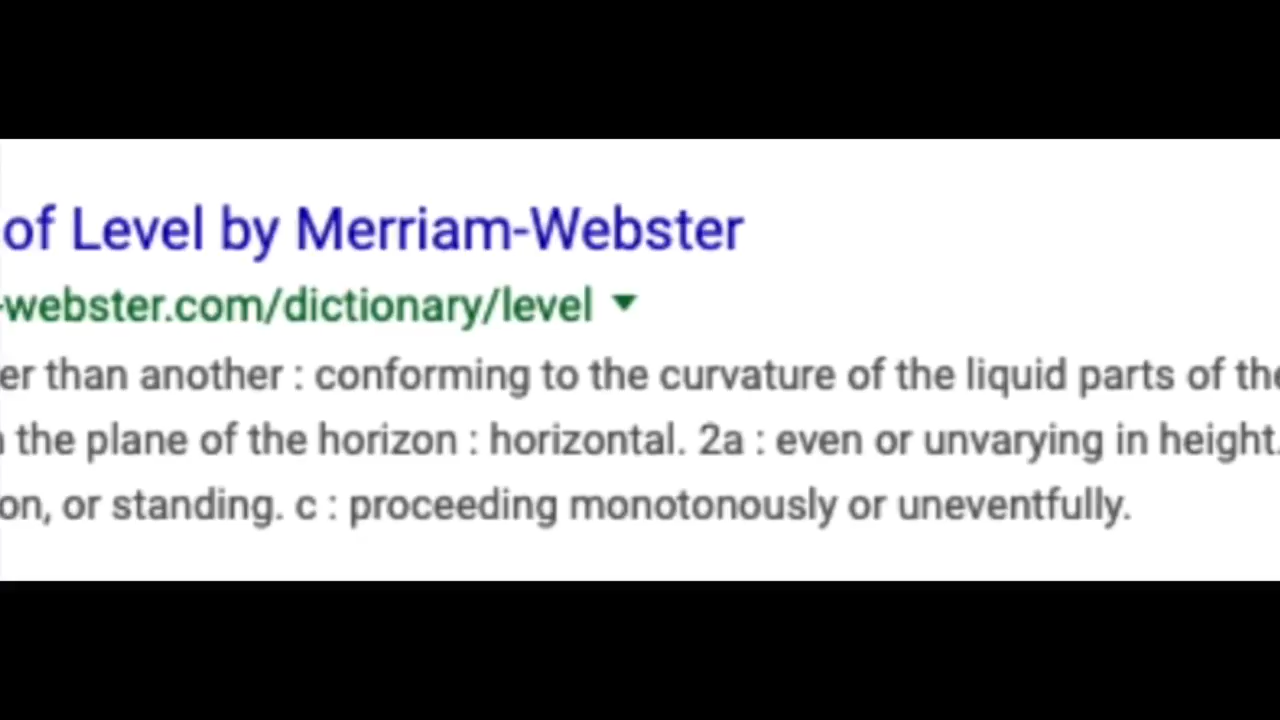 of Level by Merriam-Webster
-webster.com/dictionary/level
er than another : conforming to the curvature of the liquid parts of the
the plane of the horizon : horizontal. 2a : even or unvarying in height.
on, or standing. c : proceeding monotonously or uneventfully.